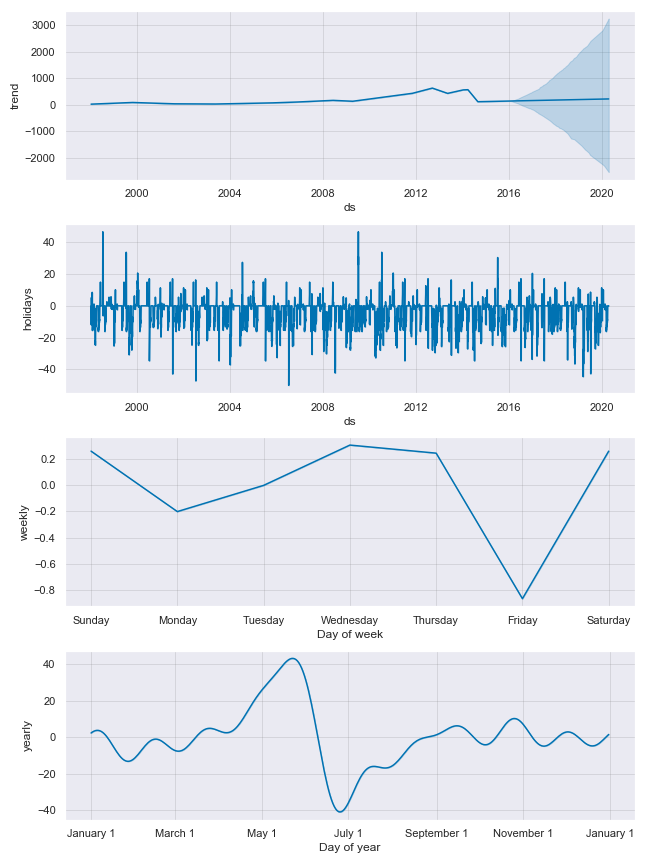 3000
2000
1000
0
−1000
−2000
trend
2000 2004 2008 2012 2016 2020
ds
40
20
0
−20
−40
holidays
2000 2004 2008 2012 2016 2020
ds
0.2
0.0
−0.2
−0.4
−0.6
−0.8
weekly
Sunday Monday Tuesday Wednesday Thursday Friday Saturday
Day of week
40
20
0
−20
−40
yearly
January 1 March 1 May 1 July 1 September 1 November 1 January 1
Day of year